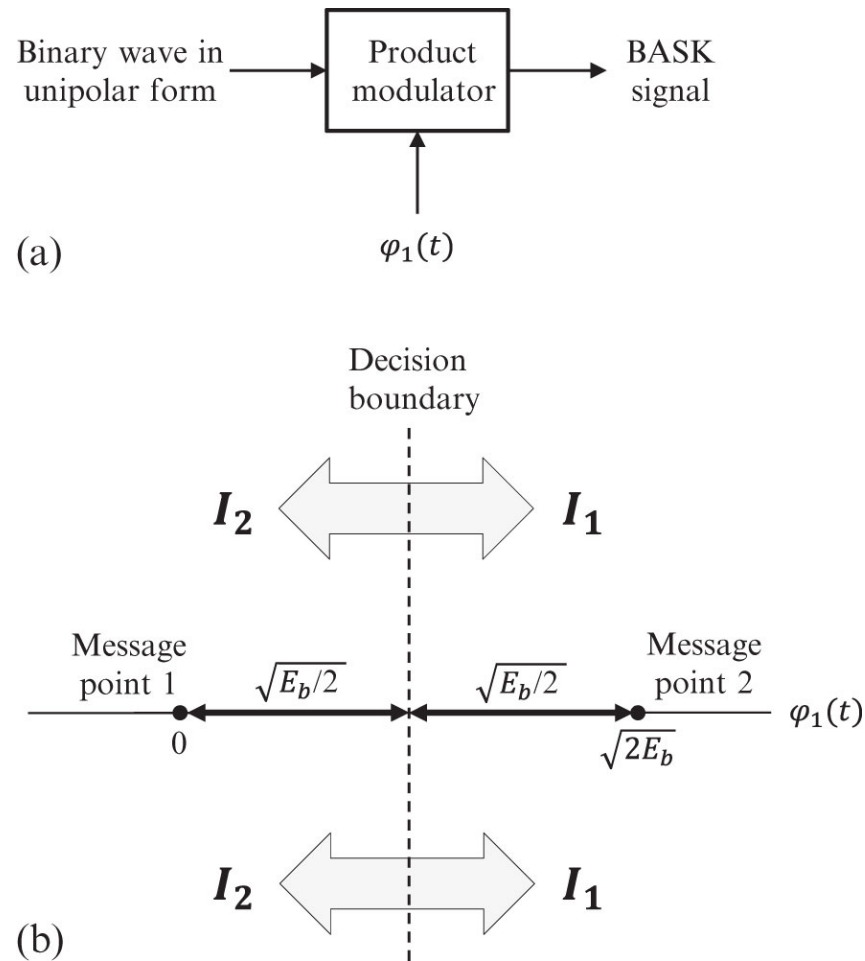 Binary wave in
unipolar form
Product
modulator
BASK
signal
φ₁(t)
(a)
Decision
boundary
I₂
I₁
Message
point 1
√E_b/2
√E_b/2
Message
point 2
φ₁(t)
0
√2E_b
I₂
I₁
(b)